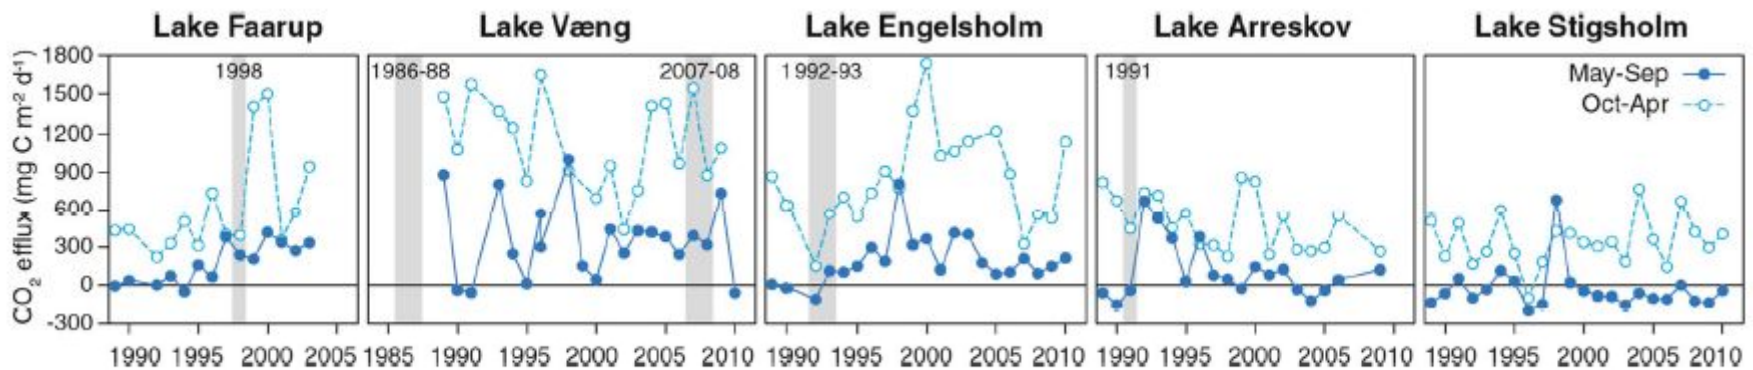 Lake Faarup
Lake Væng
Lake Engelsholm
Lake Arreskov
Lake Stigsholm
CO2 efflux (mg C m-2 d-1)
1800
1500
1200
900
600
300
0
-300
1998
1986-88
2007-08
1992-93
1991
May-Sep
Oct-Apr
1990 1995 2000 2005
1985 1990 1995 2000 2005 2010
1990 1995 2000 2005 2010
1990 1995 2000 2005 2010
1990 1995 2000 2005 2010